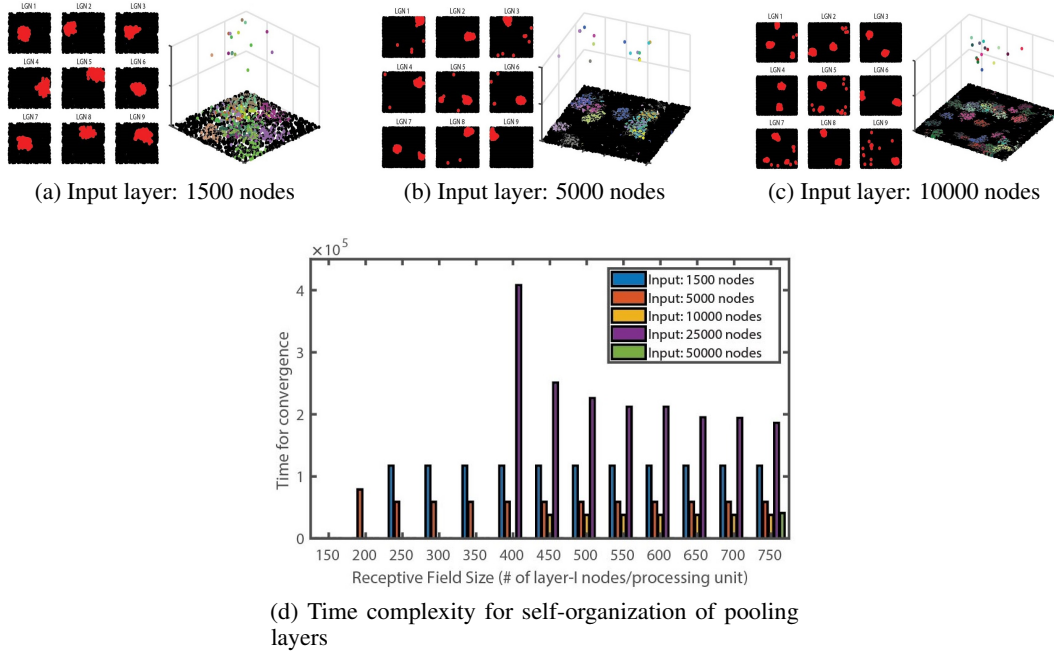 LGN 1 LGN 2 LGN 3
LGN 4 LGN 5 LGN 6
LGN 7 LGN 8 LGN 9
(a) Input layer: 1500 nodes
LGN 1 LGN 2 LGN 3
LGN 4 LGN 5 LGN 6
LGN 7 LGN 8 LGN 9
(b) Input layer: 5000 nodes
LGN 1 LGN 2 LGN 3
LGN 4 LGN 5 LGN 6
LGN 7 LGN 8 LGN 9
(c) Input layer: 10000 nodes
×10⁵
4
3
2
1
0
Time for convergence
Input: 1500 nodes
Input: 5000 nodes
Input: 10000 nodes
Input: 25000 nodes
Input: 50000 nodes
150 200 250 300 350 400 450 500 550 600 650 700 750
Receptive Field Size (# of layer-I nodes/processing unit)
(d) Time complexity for self-organization of pooling
layers